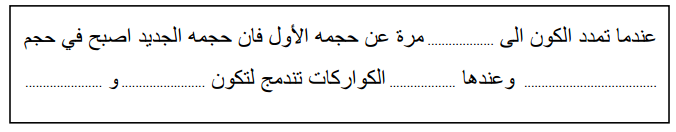 عندما تمدد الكون الى .................. مرة عن حجمه الأول فان حجمه الجديد اصبح في حجم
.................................... وعندها .................. الكواركات تندمج لتكون ....................... و .....................